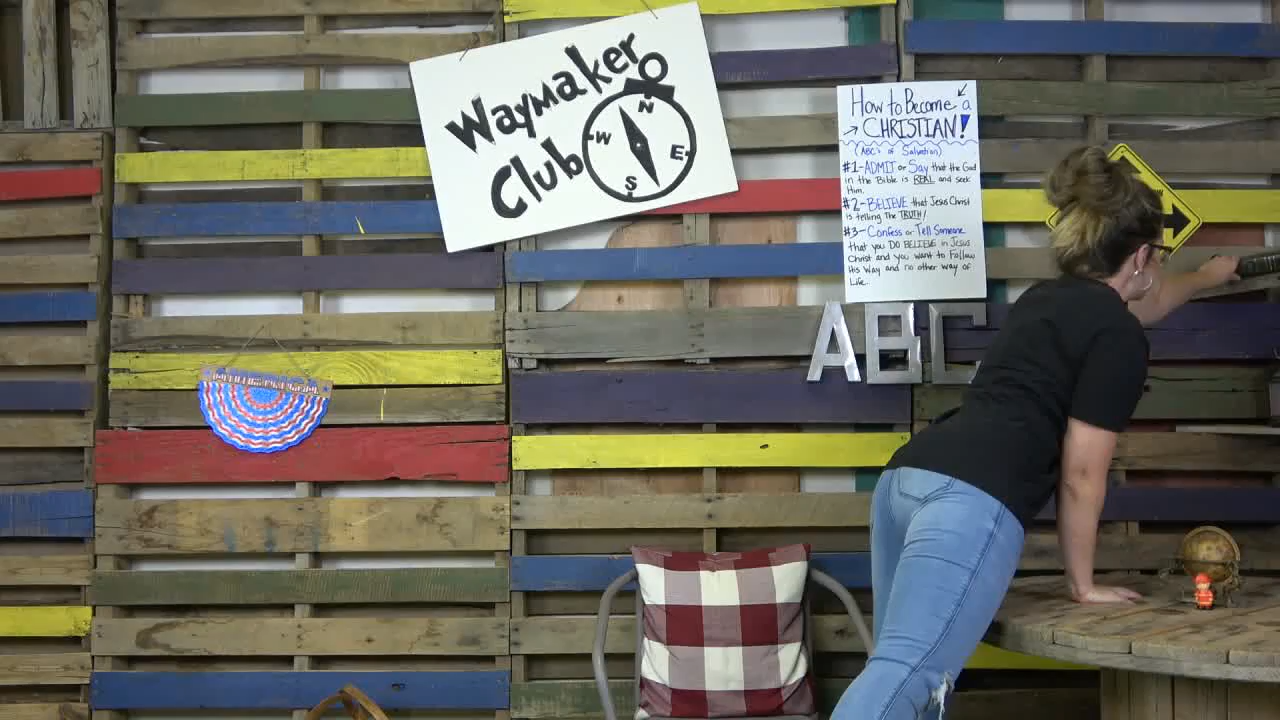 Waymaker
Club
N
W
E
S
How to Become a
CHRISTIAN!
(ABC's of Salvation)
#1-ADMIT or Say that the God
in the Bible is REAL and seek
Him.
#2-BELIEVE that Jesus Christ
is telling The TRUTH!
#3-Confess or Tell Someone
that you DO BELIEVE in Jesus
Christ and you want to Follow
His Way and no other way of
Life.
ABC